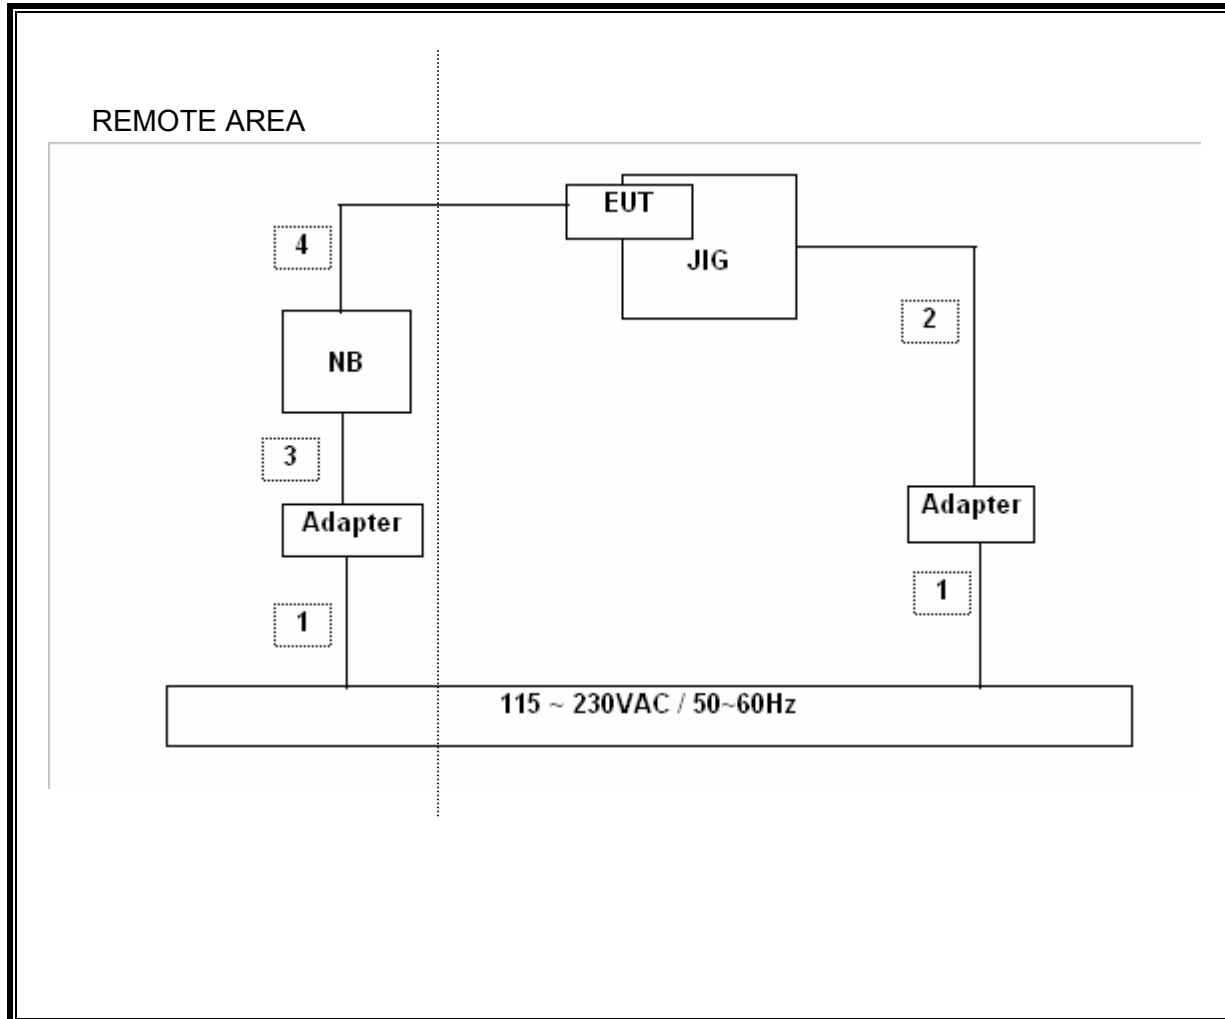 REMOTE AREA
EUT
JIG
4
2
NB
3
Adapter
Adapter
1
1
115 ~ 230VAC / 50~60Hz